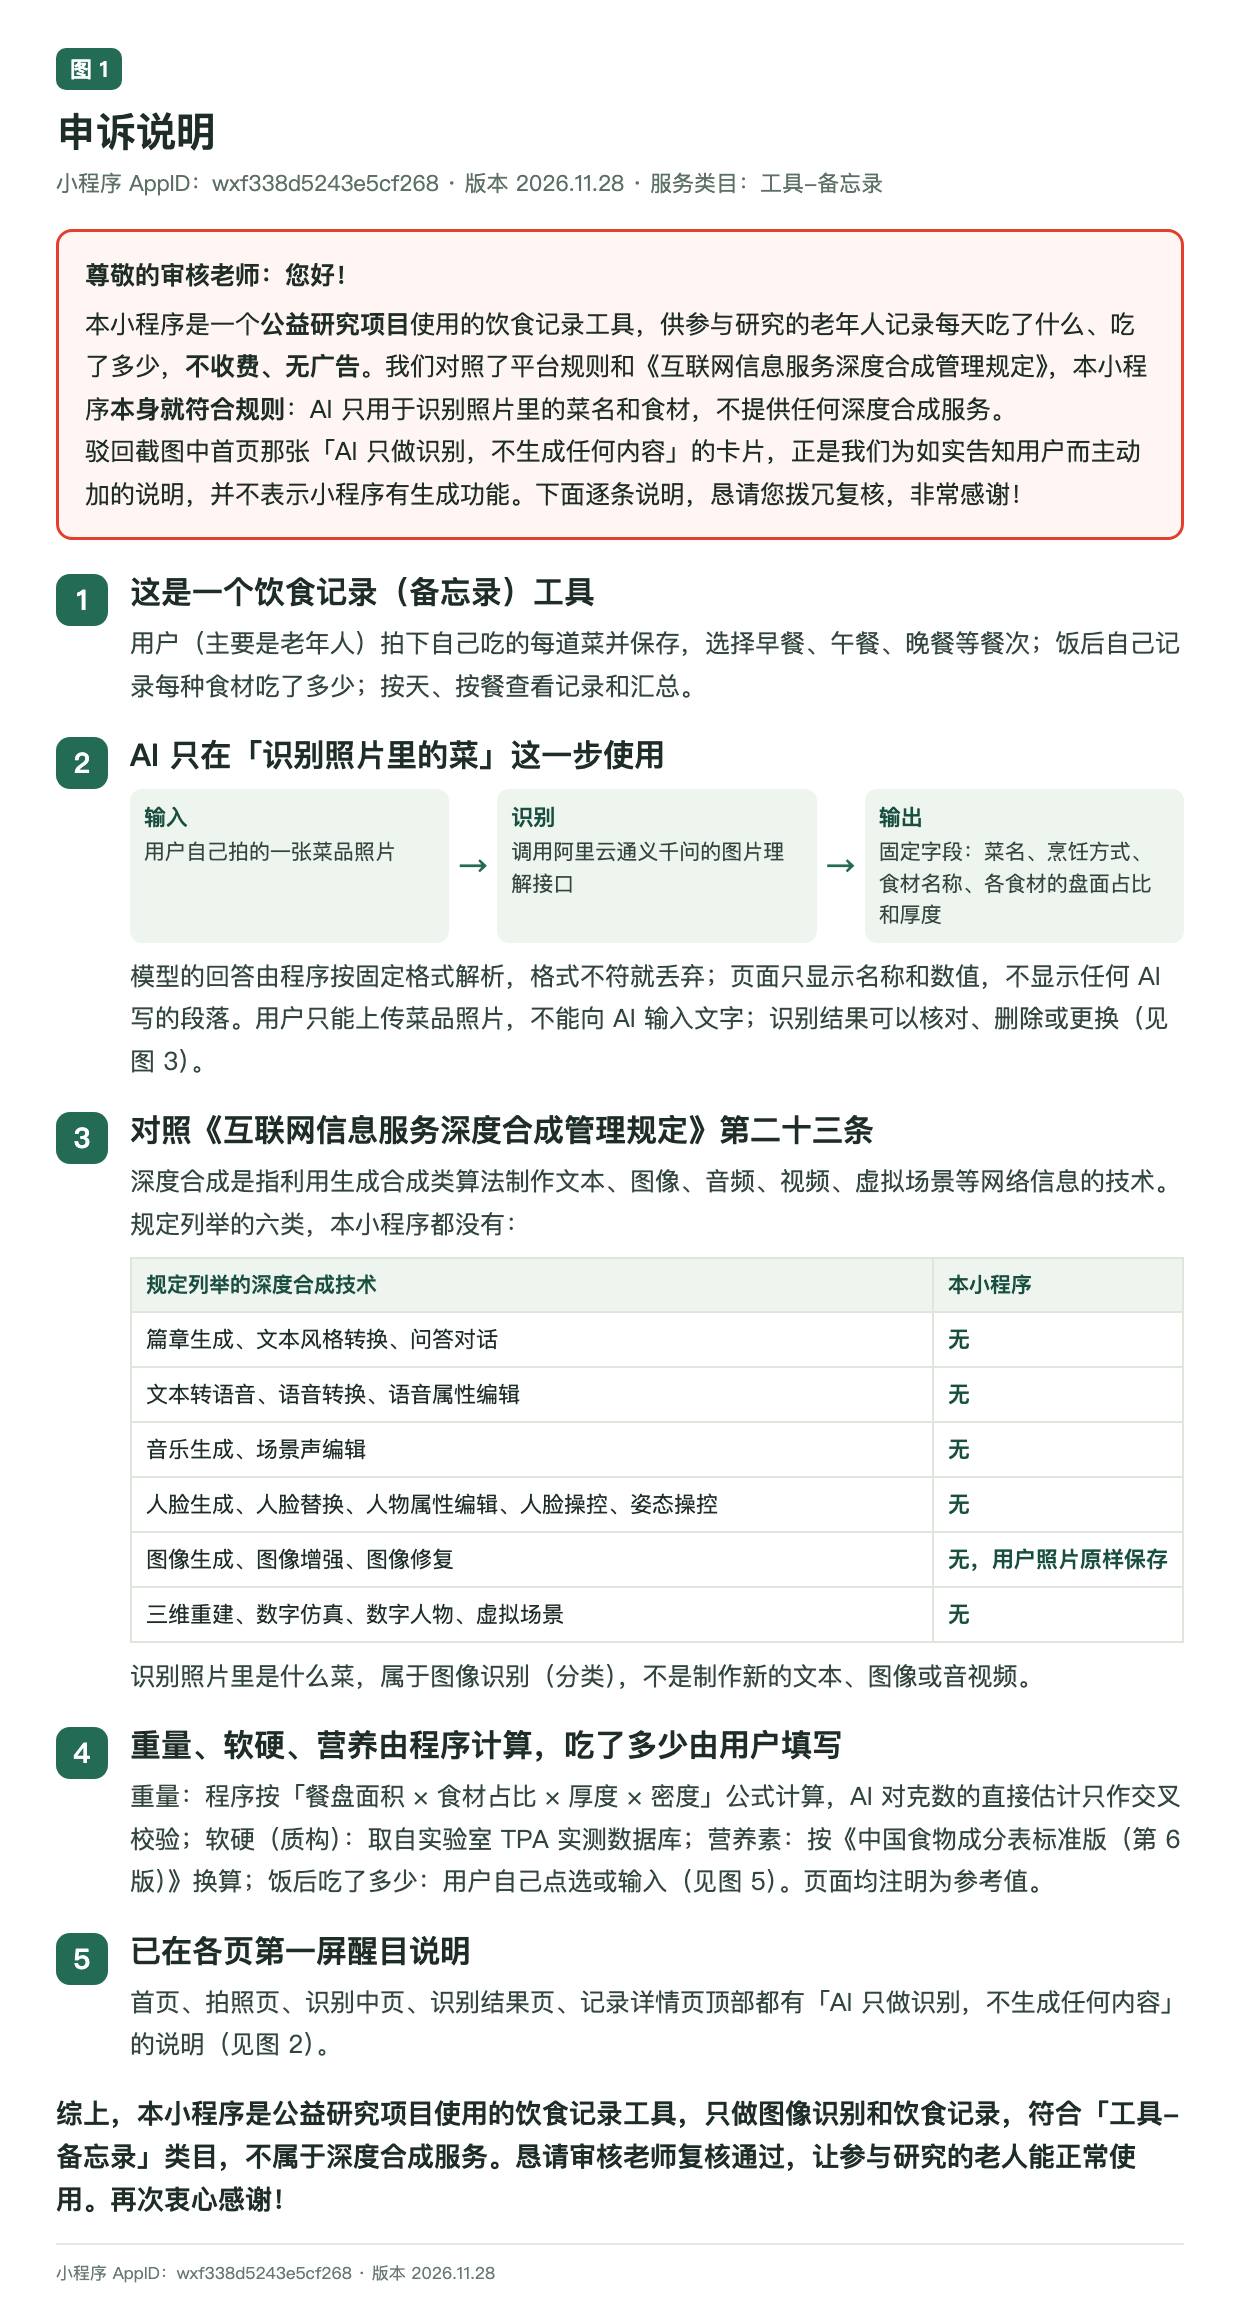 图 1
申诉说明
小程序 AppID：wxf338d5243e5cf268 · 版本 2026.11.28 · 服务类目：工具–备忘录
尊敬的审核老师：您好！
本小程序是一个公益研究项目使用的饮食记录工具，供参与研究的老年人记录每天吃了什么、吃
了多少，不收费、无广告。我们对照了平台规则和《互联网信息服务深度合成管理规定》，本小程
序本身就符合规则：AI 只用于识别照片里的菜名和食材，不提供任何深度合成服务。
驳回截图中首页那张「AI 只做识别，不生成任何内容」的卡片，正是我们为如实告知用户而主动
加的说明，并不表示小程序有生成功能。下面逐条说明，恳请您拨冗复核，非常感谢！
1
这是一个饮食记录（备忘录）工具
用户（主要是老年人）拍下自己吃的每道菜并保存，选择早餐、午餐、晚餐等餐次；饭后自己记
录每种食材吃了多少；按天、按餐查看记录和汇总。
2
AI 只在「识别照片里的菜」这一步使用
输入
用户自己拍的一张菜品照片
→
识别
调用阿里云通义千问的图片理
解接口
→
输出
固定字段：菜名、烹饪方式、
食材名称、各食材的盘面占比
和厚度
模型的回答由程序按固定格式解析，格式不符就丢弃；页面只显示名称和数值，不显示任何 AI
写的段落。用户只能上传菜品照片，不能向 AI 输入文字；识别结果可以核对、删除或更换（见
图 3）。
3
对照《互联网信息服务深度合成管理规定》第二十三条
深度合成是指利用生成合成类算法制作文本、图像、音频、视频、虚拟场景等网络信息的技术。
规定列举的六类，本小程序都没有：
规定列举的深度合成技术 本小程序
篇章生成、文本风格转换、问答对话 无
文本转语音、语音转换、语音属性编辑 无
音乐生成、场景声编辑 无
人脸生成、人脸替换、人物属性编辑、人脸操控、姿态操控 无
图像生成、图像增强、图像修复 无，用户照片原样保存
三维重建、数字仿真、数字人物、虚拟场景 无
识别照片里是什么菜，属于图像识别（分类），不是制作新的文本、图像或音视频。
4
重量、软硬、营养由程序计算，吃了多少由用户填写
重量：程序按「餐盘面积 × 食材占比 × 厚度 × 密度」公式计算，AI 对克数的直接估计只作交叉
校验；软硬（质构）：取自实验室 TPA 实测数据库；营养素：按《中国食物成分表标准版（第 6
版）》换算；饭后吃了多少：用户自己点选或输入（见图 5）。页面均注明为参考值。
5
已在各页第一屏醒目说明
首页、拍照页、识别中页、识别结果页、记录详情页顶部都有「AI 只做识别，不生成任何内容」
的说明（见图 2）。
综上，本小程序是公益研究项目使用的饮食记录工具，只做图像识别和饮食记录，符合「工具–
备忘录」类目，不属于深度合成服务。恳请审核老师复核通过，让参与研究的老人能正常使
用。再次衷心感谢！
小程序 AppID：wxf338d5243e5cf268 · 版本 2026.11.28